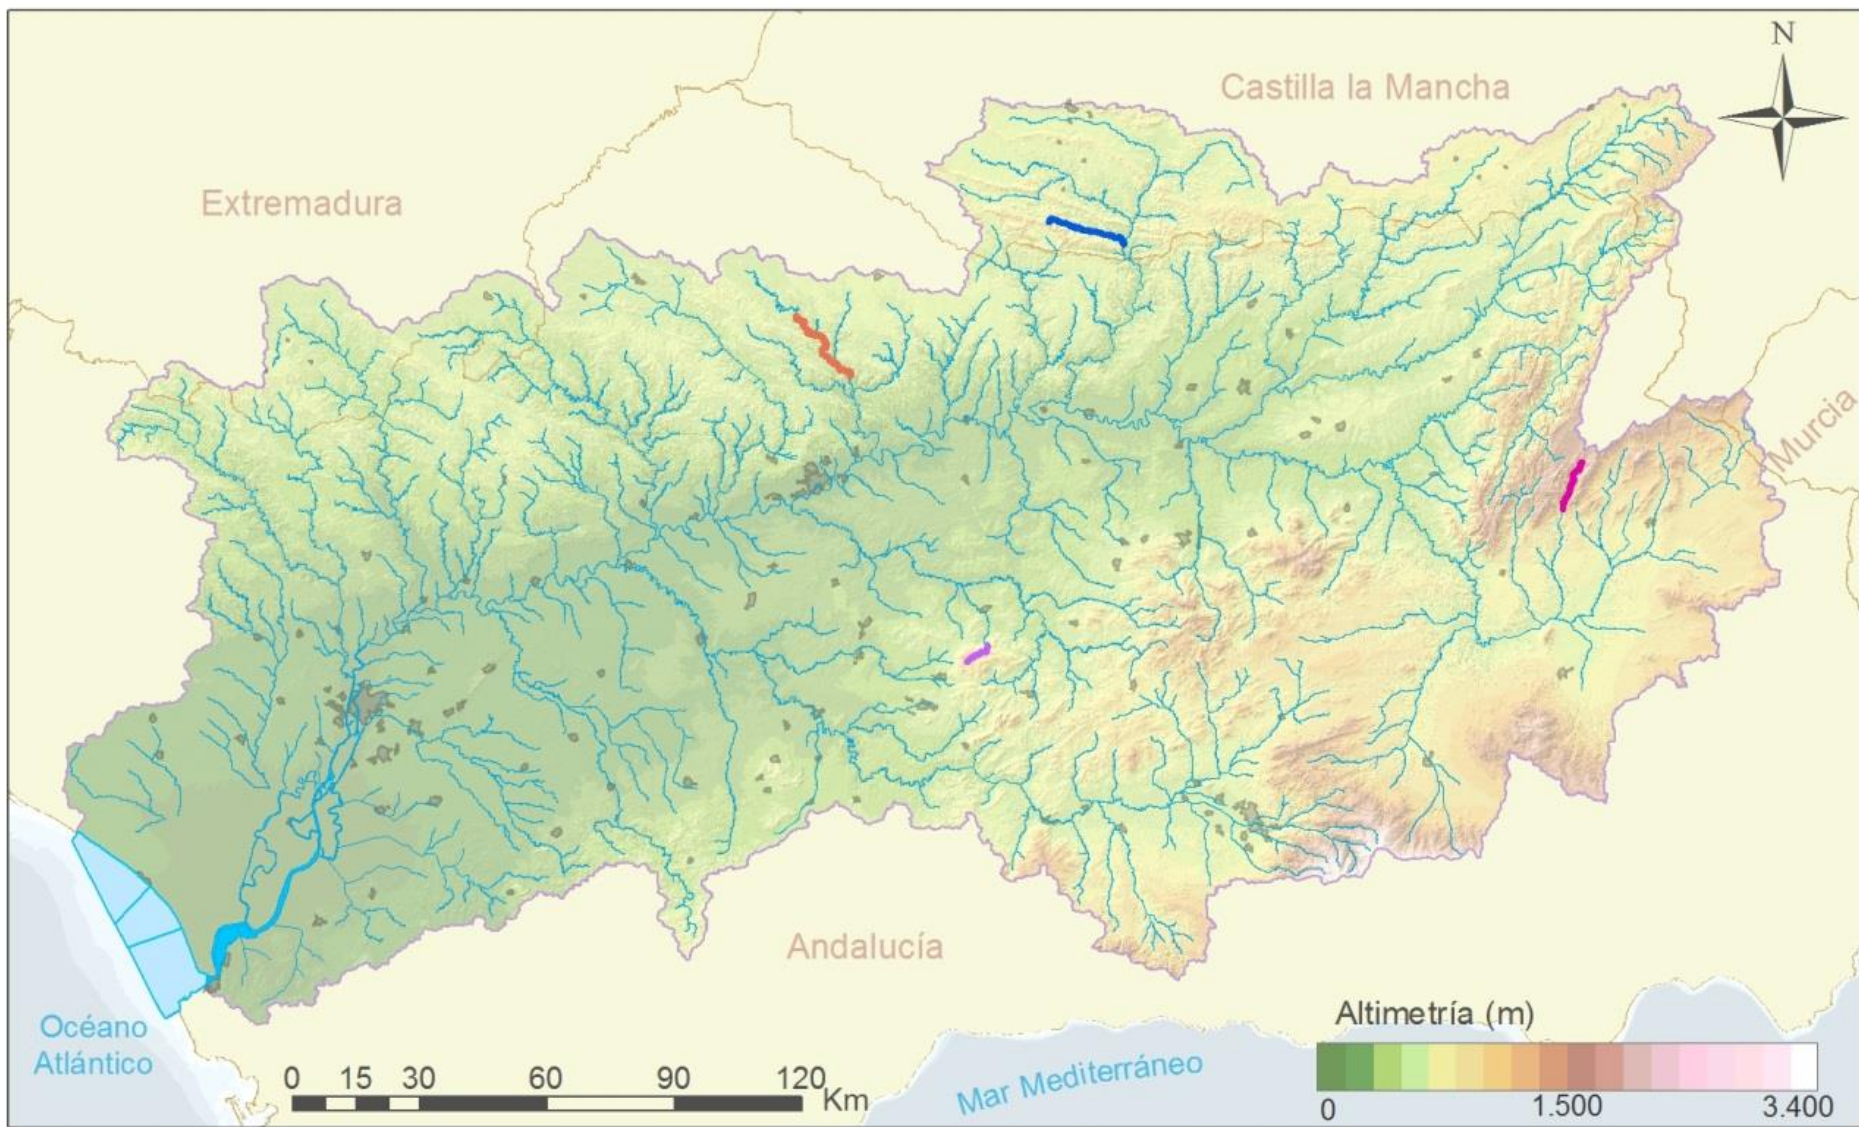 N
Castilla la Mancha
Extremadura
Murcia
Andalucía
Océano
Atlántico
Mar Mediterráneo
0 15 30 60 90 120
Km
Altimetría (m)
0 1.500 3.400